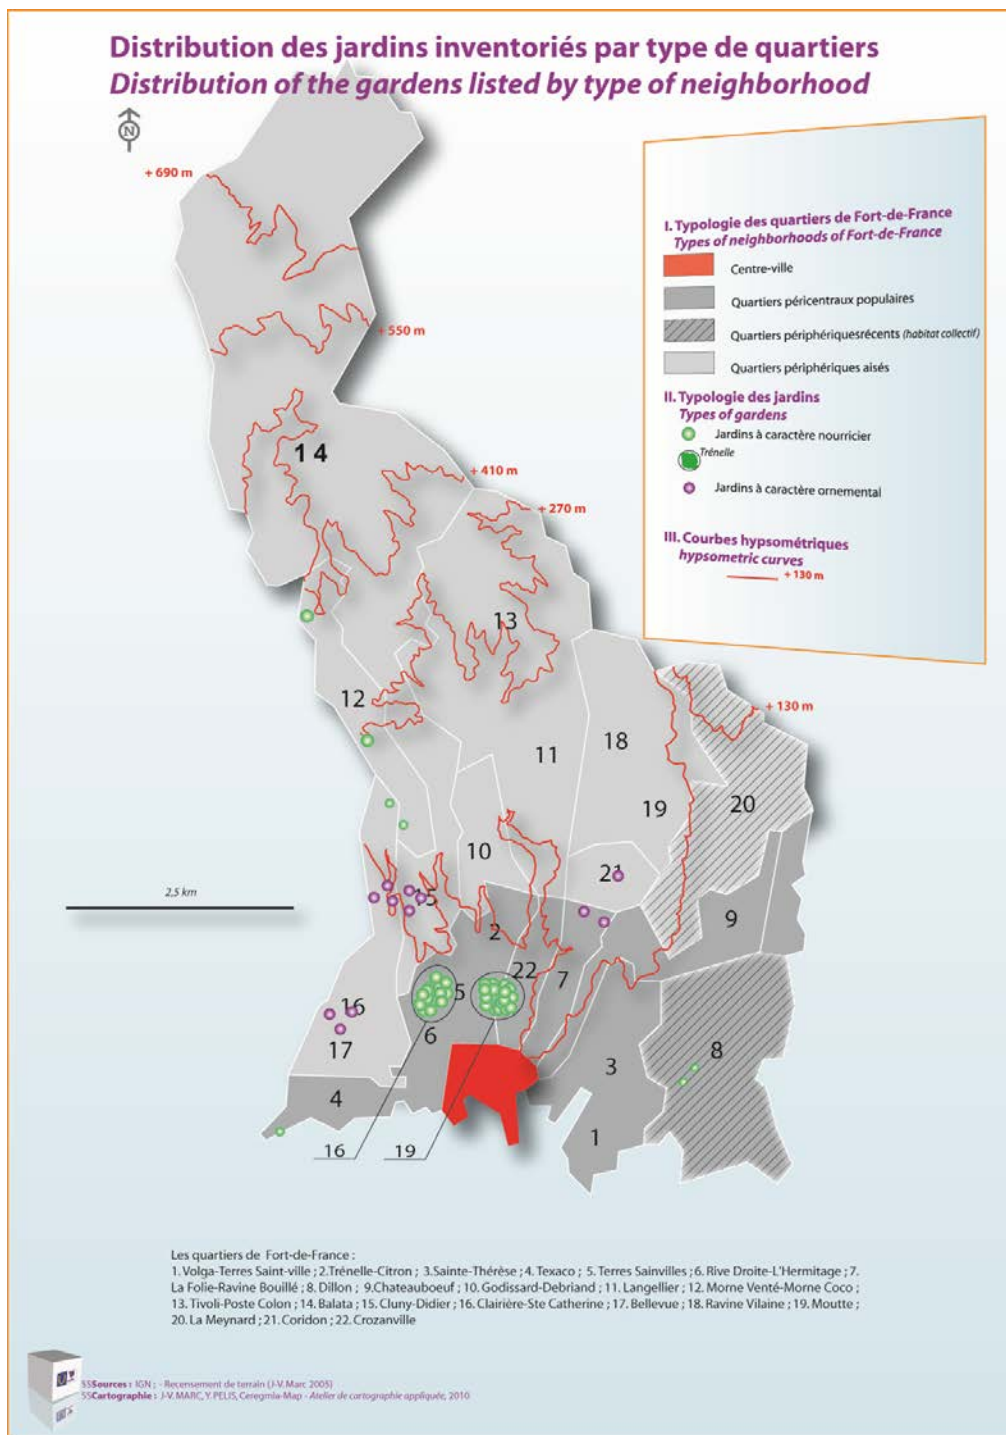 Distribution des jardins inventoriés par type de quartiers
Distribution of the gardens listed by type of neighborhood
N
+ 690 m
I. Typologie des quartiers de Fort-de-France
Types of neighborhoods of Fort-de-France
Centre-ville
Quartiers péricentraux populaires
Quartiers périphériquesrécents (habitat collectif)
Quartiers périphériques aisés
II. Typologie des jardins
Types of gardens
Jardins à caractère nourricier
Trénelle
Jardins à caractère ornemental
III. Courbes hypsométriques
hypsometric curves
+ 130 m
+ 550 m
14
+ 410 m
+ 270 m
13
12
+ 130 m
18
11
19
20
10
21
15
9
2
22
7
5
16
6
17
8
3
4
1
16
19
2,5 km
Les quartiers de Fort-de-France :
1. Volga-Terres Saint-ville ; 2.Trénelle-Citron ; 3.Sainte-Thérèse ; 4. Texaco ; 5. Terres Sainvilles ; 6. Rive Droite-L'Hermitage ; 7.
La Folie-Ravine Bouillé ; 8. Dillon ; 9.Chateauboeuf ; 10. Godissard-Debriand ; 11. Langellier ; 12. Morne Venté-Morne Coco ;
13. Tivoli-Poste Colon ; 14. Balata ; 15. Cluny-Didier ; 16. Clairière-Ste Catherine ; 17. Bellevue ; 18. Ravine Vilaine ; 19. Moutte ;
20. La Meynard ; 21. Coridon ; 22. Crozanville
§§Sources : IGN ; - Recensement de terrain (J-V. Marc 2005)
§§Cartographie : J-V. MARC, Y. PELIS, Ceregmia-Map - Atelier de cartographie appliquée, 2010